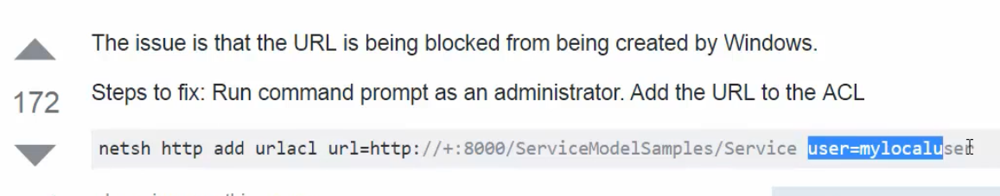 The issue is that the URL is being blocked from being created by Windows.
172
Steps to fix: Run command prompt as an administrator. Add the URL to the ACL
netsh http add urlacl url=http://+:8000/ServiceModelSamples/Service user=mylocaluser